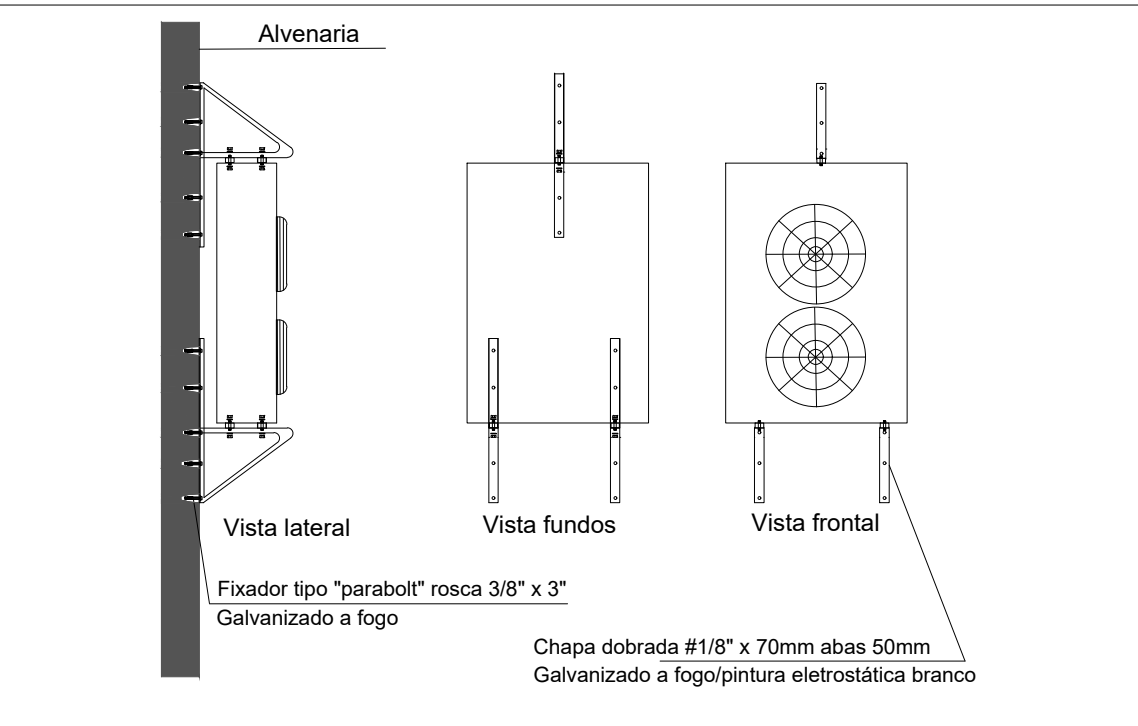 Alvenaria
Vista lateral
Vista fundos
Vista frontal
Fixador tipo "parabolt" rosca 3/8" x 3"
Galvanizado a fogo
Chapa dobrada #1/8" x 70mm abas 50mm
Galvanizado a fogo/pintura eletrostática branco